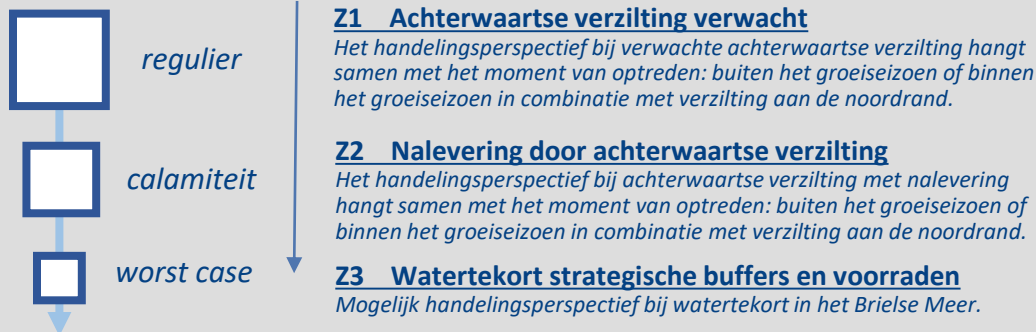 regulier
calamiteit
worst case
Z1 Achterwaartse verzilting verwacht
Het handelingsperspectief bij verwachte achterwaartse verzilting hangt
samen met het moment van optreden: buiten het groeiseizoen of binnen
het groeiseizoen in combinatie met verzilting aan de noordrand.
Z2 Nalevering door achterwaartse verzilting
Het handelingsperspectief bij achterwaartse verzilting met nalevering
hangt samen met het moment van optreden: buiten het groeiseizoen of
binnen het groeiseizoen in combinatie met verzilting aan de noordrand.
Z3 Watertekort strategische buffers en voorraden
Mogelijk handelingsperspectief bij watertekort in het Brielse Meer.